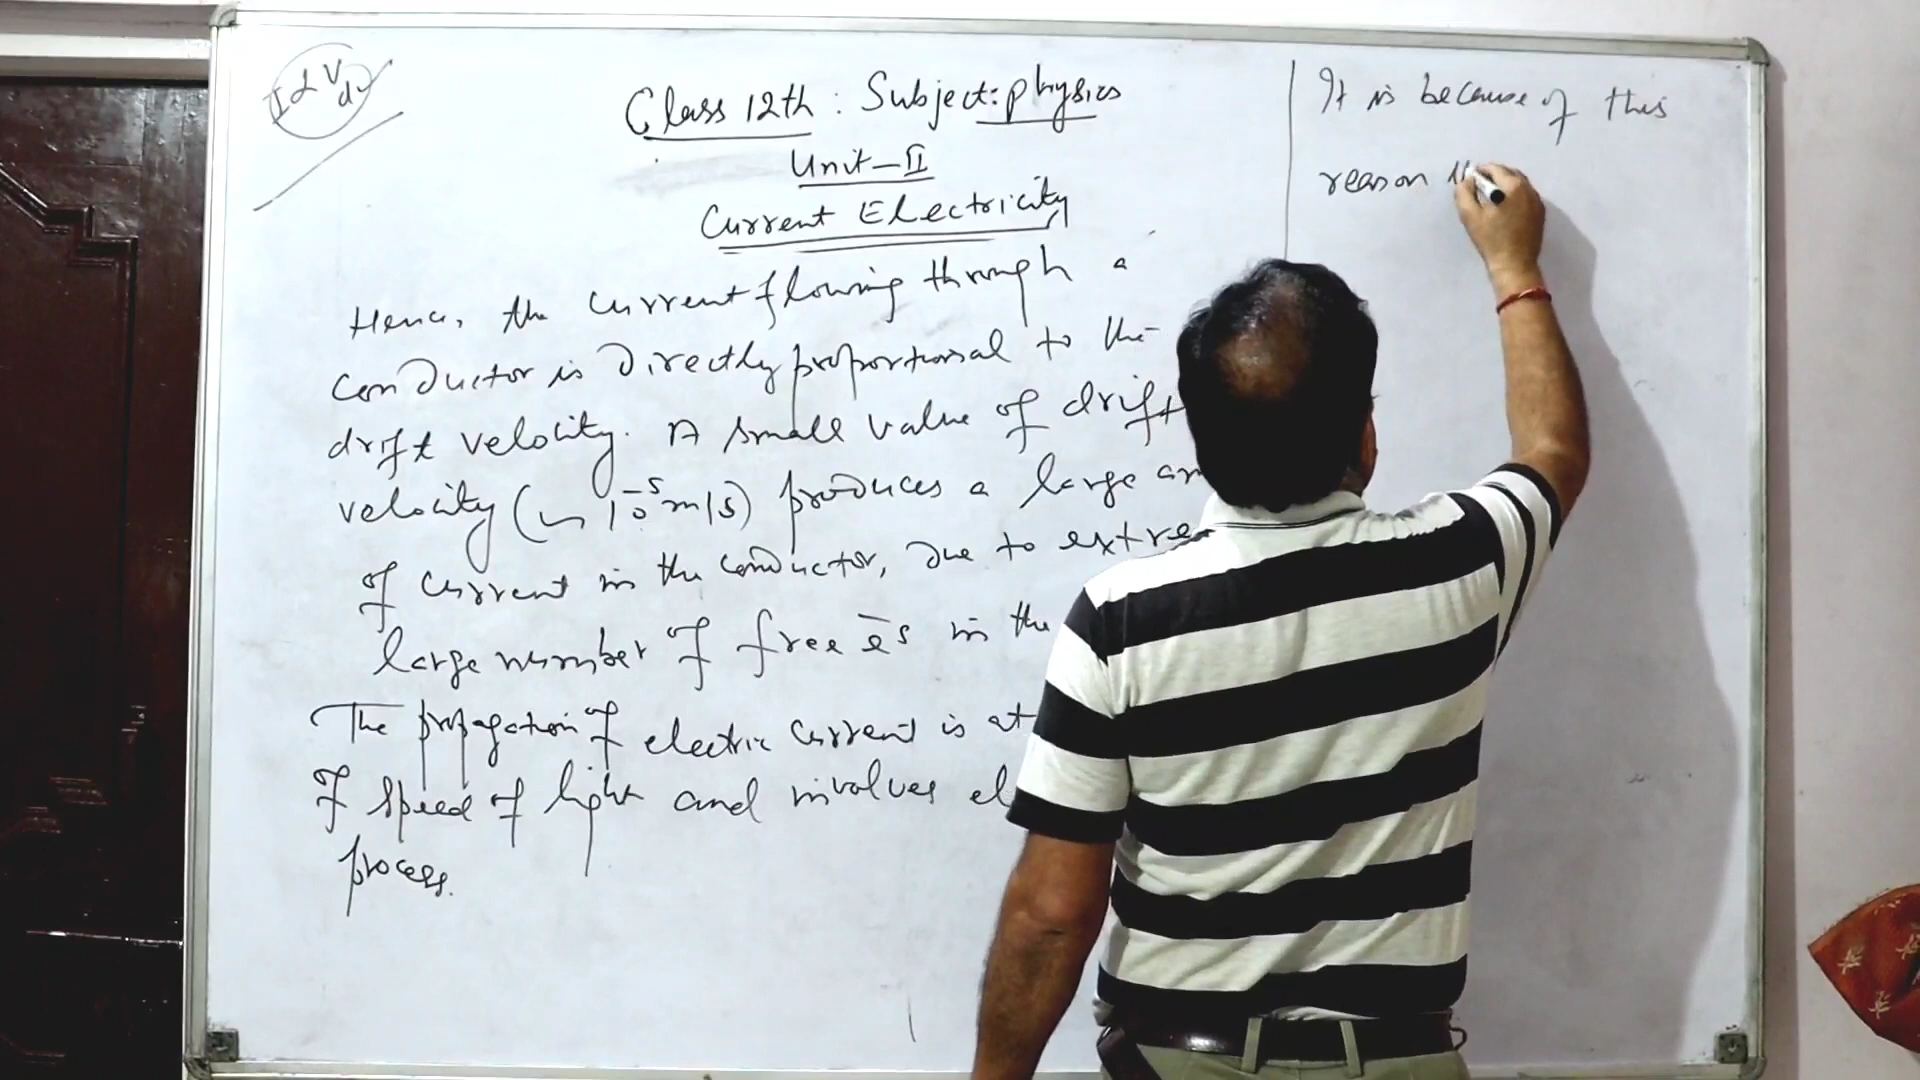 I α Vd
Class 12th : Subject: physics
Unit-II
Current Electricity
Hence, the current flowing through a
conductor is directly proportional to the
drift velocity. A small value of drift
velocity (~ 10⁻⁵ m/s) produces a large am
of current in the conductor, due to extre
large number of free ēs in the
The propagation of electric current is at
of speed of light and involves el
process.
It is because of this
reason